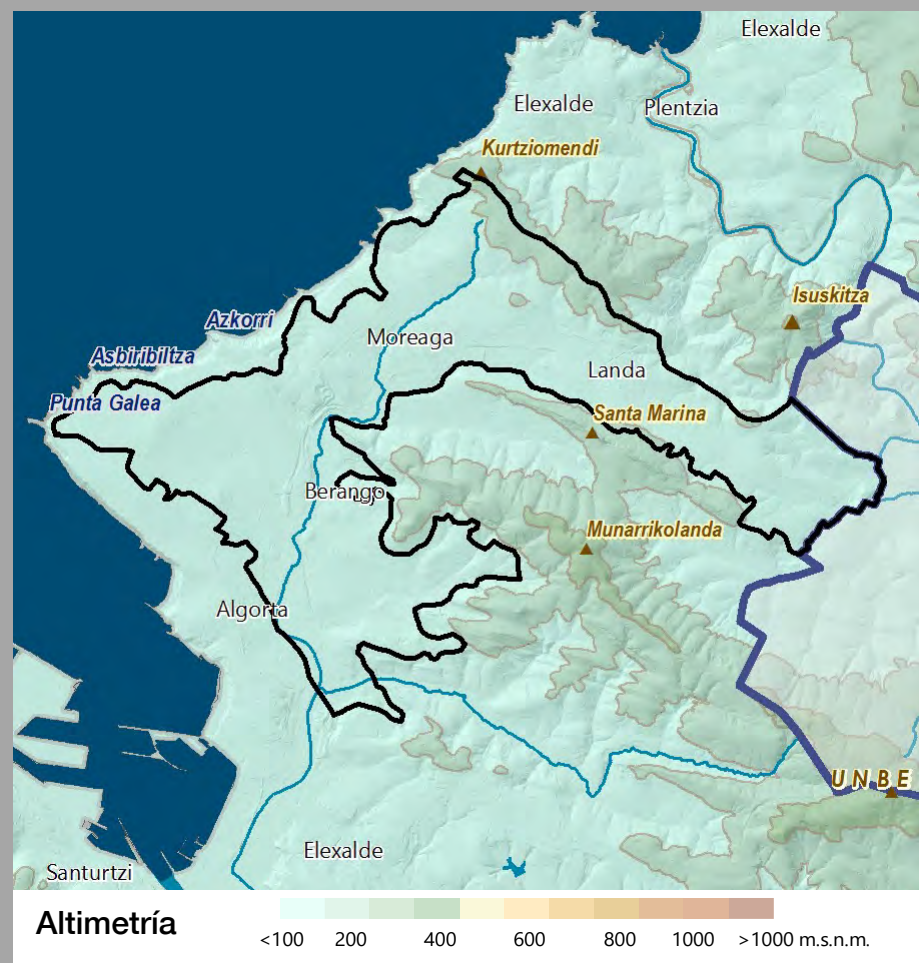 Elexalde
Elexalde
Plentzia
Kurtziomendi
Isuskitza
Azkorri
Moreaga
Asbiribiltza
Landa
Punta Galea
Santa Marina
Berango
Munarrikolanda
Algorta
UNBE
Elexalde
Santurtzi
Altimetría
<100 200 400 600 800 1000 >1000 m.s.n.m.